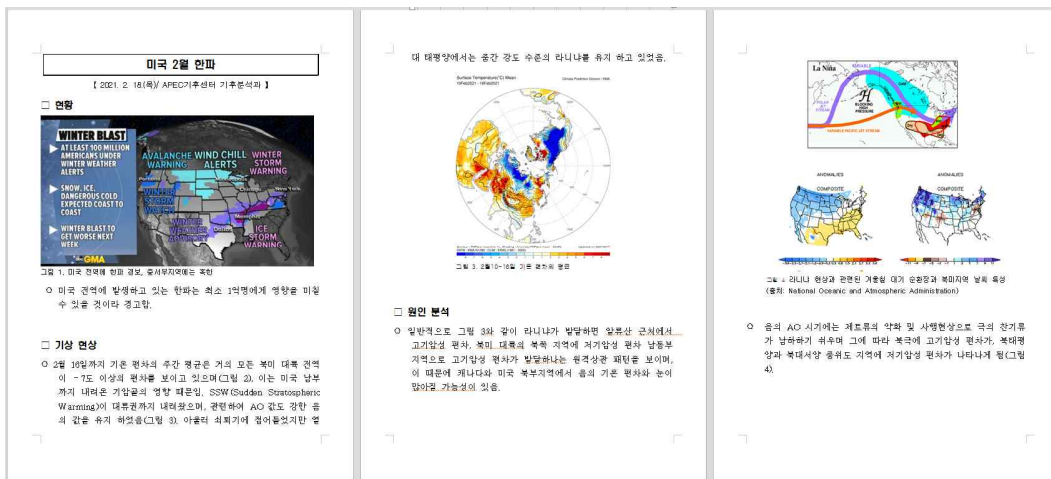 미국 2월 한파
【 2021. 2. 18.(목)/ APEC기후센터 기후분석과 】
□ 현황
WINTER BLAST
AT LEAST 100 MILLION
AMERICANS UNDER
WINTER WEATHER
ALERTS
SNOW, ICE,
DANGEROUS COLD
EXPECTED COAST TO
COAST
WINTER BLAST TO
GET WORSE NEXT
WEEK
GMA
AVALANCHE
WARNING
WIND CHILL
ALERTS
WINTER
STORM
WARNING
WINTER
STORM
WATCH
WINTER
WEATHER
ADVISORY
ICE
STORM
WARNING
Portland
New York
Memphis
Dallas
그림 1. 미국 전역에 한파 경보, 중서부지역에는 혹한
○ 미국 전역에 발생하고 있는 한파는 최소 1억명에게 영향을 미칠
수 있을 것이라 경고함.
□ 기상 현상
○ 2월 16일까지 기온 편차의 주간 평균은 거의 모든 북미 대륙 전역
이 -7도 이상의 편차를 보이고 있으며(그림 2), 이는 미국 남부
까지 내려온 기압골의 영향 때문임. SSW(Sudden Stratospheric
Warming)이 대류권까지 내려왔으며, 관련하여 AO 값도 강한 음
의 값을 유지 하였음(그림 3). 아울러 쇠퇴기에 접어들었지만 열
대 태평양에서는 중간 강도 수준의 라니냐를 유지 하고 있었음.
Surface Temperature(°C) Mean
10Feb2021 - 16Feb2021
그림 3. 2월10-16일 기온 편차의 평균
□ 원인 분석
○ 일반적으로 그림 3와 같이 라니냐가 발달하면 알류산 근처에서
고기압성 편차, 북미 대륙의 북쪽 지역에 저기압성 편차 남동부
지역으로 고기압성 편차가 발달하나는 원격상관 패턴을 보이며,
이 때문에 캐나다와 미국 북부지역에서 음의 기온 편차와 눈이
많아질 가능성이 있음.
La Niña
VARIABLE
POLAR
JET
STREAM
H
BLOCKING
HIGH
PRESSURE
VARIABLE PACIFIC JET STREAM
ANOMALIES
COMPOSITE
ANOMALIES
COMPOSITE
그림 4. 라니냐 현상과 관련된 겨울철 대기 순환장과 북미지역 날씨 특성
(출처: National Oceanic and Atmospheric Administration)
○ 음의 AO 시기에는 제트류의 약화 및 사행현상으로 극의 찬기류
가 남하하기 쉬우며 그에 따라 북극에 고기압성 편차가, 북태평
양과 북대서양 중위도 지역에 저기압성 편차가 나타나게 됨(그림
4).